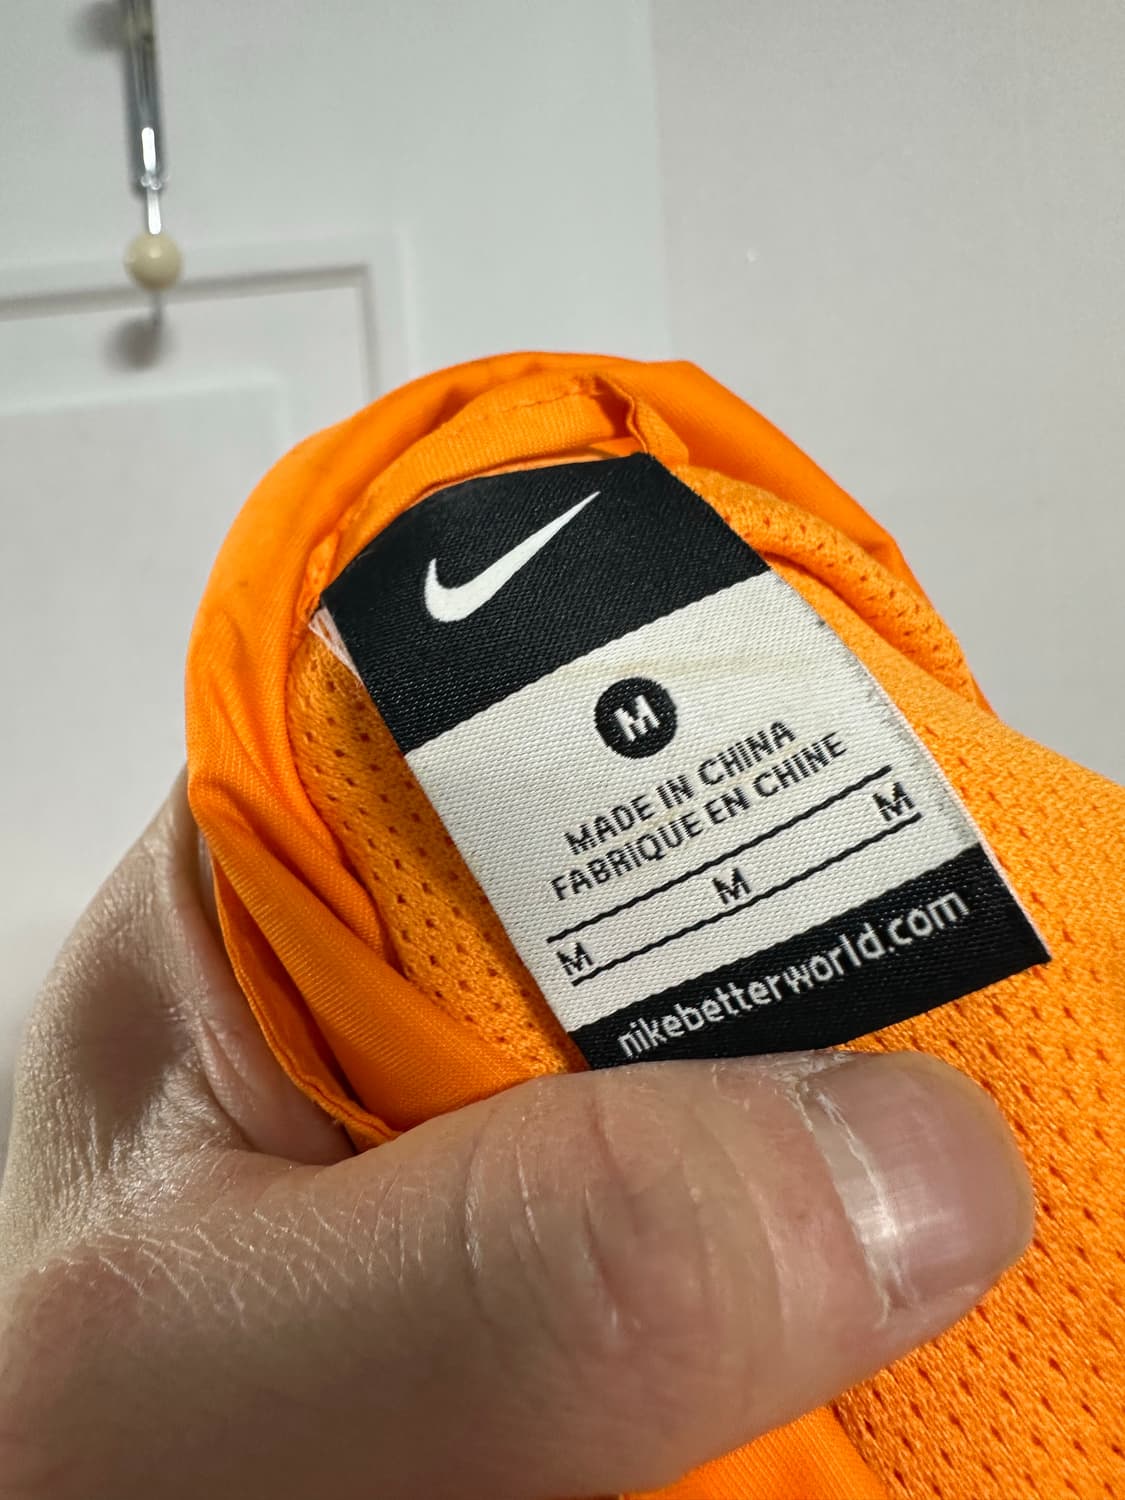 M
MADE IN CHINA
FABRIQUE EN CHINE
M M M
nikebetterworld.com